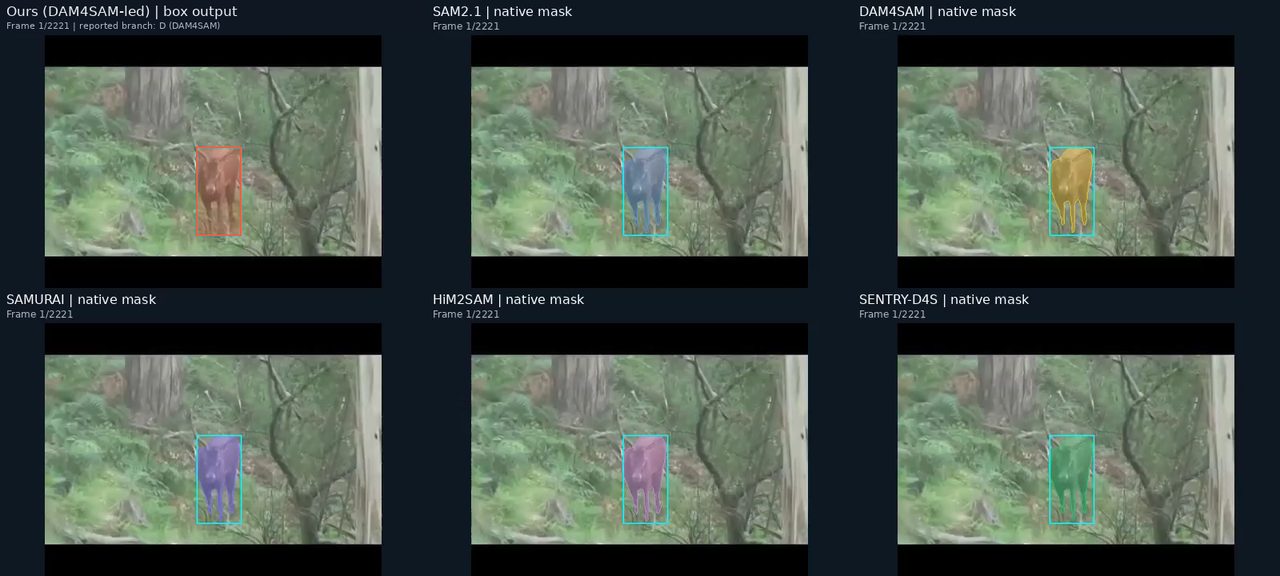 Ours (DAM4SAM-led) | box output
Frame 1/2221 | reported branch: D (DAM4SAM)
SAM2.1 | native mask
Frame 1/2221
DAM4SAM | native mask
Frame 1/2221
SAMURAI | native mask
Frame 1/2221
HiM2SAM | native mask
Frame 1/2221
SENTRY-D4S | native mask
Frame 1/2221